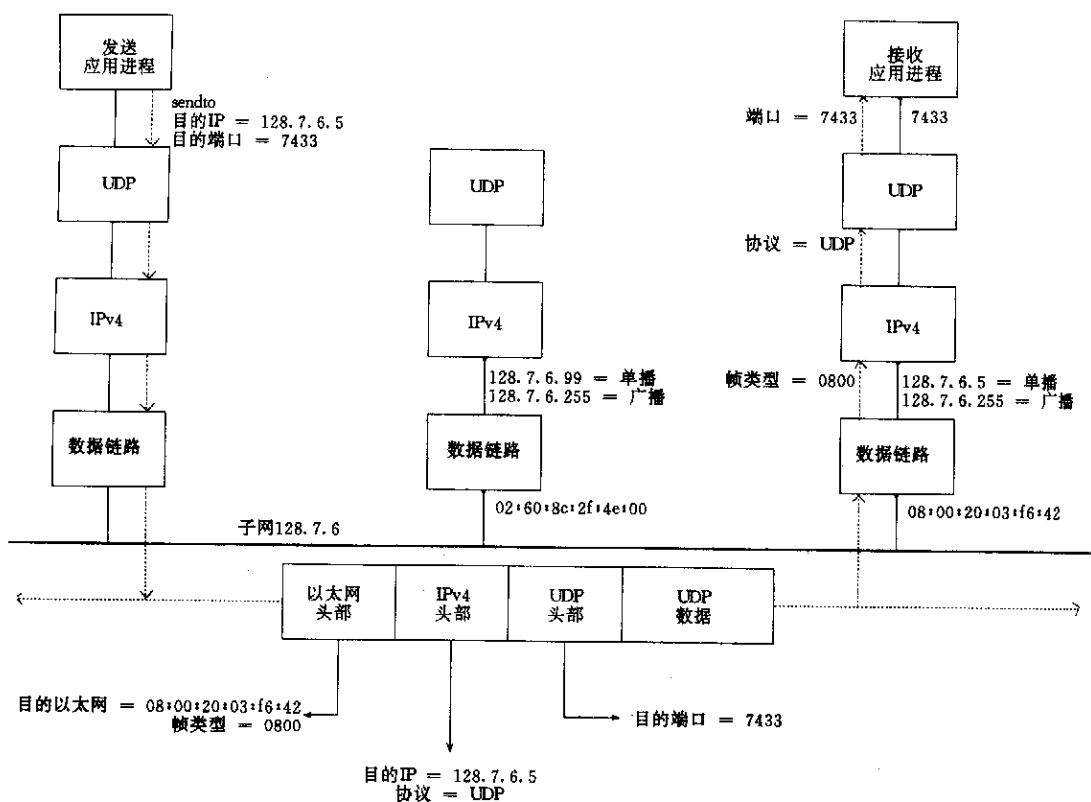 发送
应用进程
sendto
目的IP = 128.7.6.5
目的端口 = 7433
UDP
IPv4
数据链路
UDP
IPv4
128.7.6.99 = 单播
128.7.6.255 = 广播
数据链路
02:60:8c:2f:4e:00
接收
应用进程
端口 = 7433
7433
UDP
协议 = UDP
IPv4
帧类型 = 0800
128.7.6.5 = 单播
128.7.6.255 = 广播
数据链路
08:00:20:03:f6:42
子网128.7.6
以太网
头部
IPv4
头部
UDP
头部
UDP
数据
目的以太网 = 08:00:20:03:f6:42
帧类型 = 0800
目的端口 = 7433
目的IP = 128.7.6.5
协议 = UDP